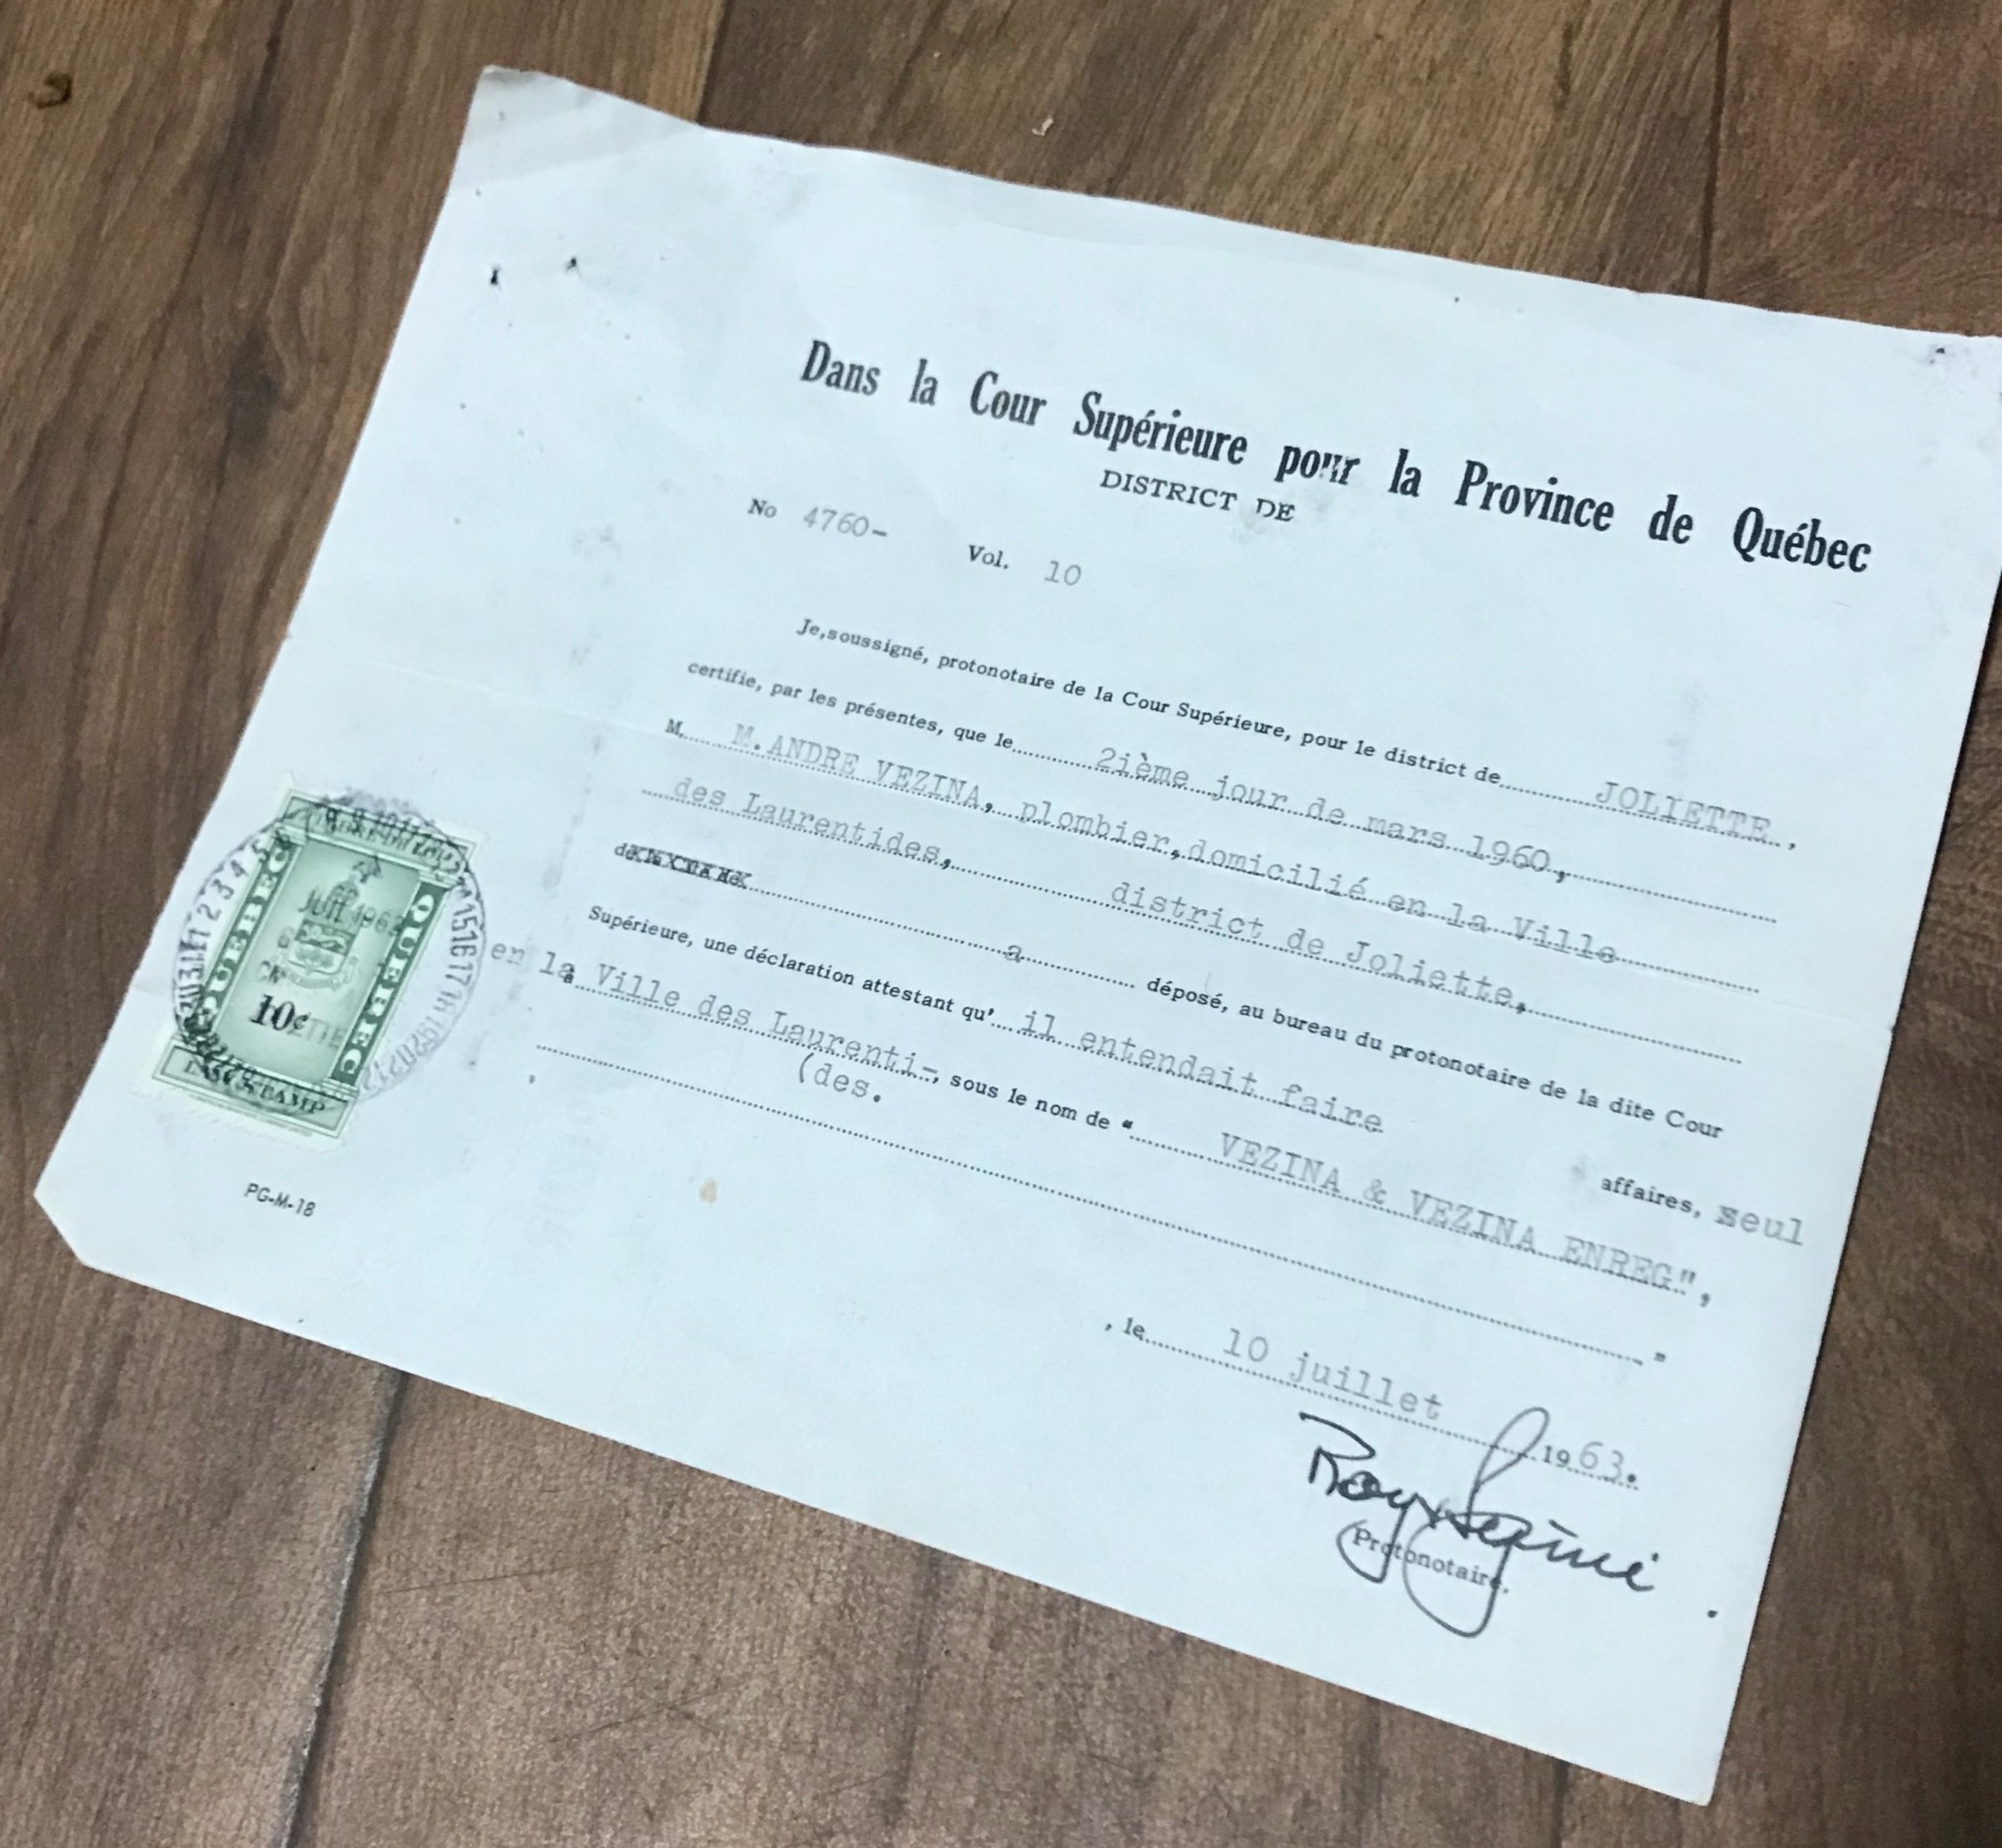 Dans la Cour Supérieure pour la Province de Québec
DISTRICT DE
No 4760-
Vol. 10
Je,soussigné, protonotaire de la Cour Supérieure, pour le district de JOLIETTE,
certifie, par les présentes, que le 2ième jour de mars 1960,
M. M.ANDRE VEZINA, plombier,domicilié en la Ville
des Laurentides, district de Joliette,
a déposé, au bureau du protonotaire de la dite Cour
Supérieure, une déclaration attestant qu' il entendait faire affaires, seul
en la Ville des Laurenti-, sous le nom de " VEZINA & VEZINA ENREG",
(des.
"
, le 10 juillet 1963.
Protonotaire.
QUEBEC
QUEBEC
10¢
LAW STAMP
PG-M-18